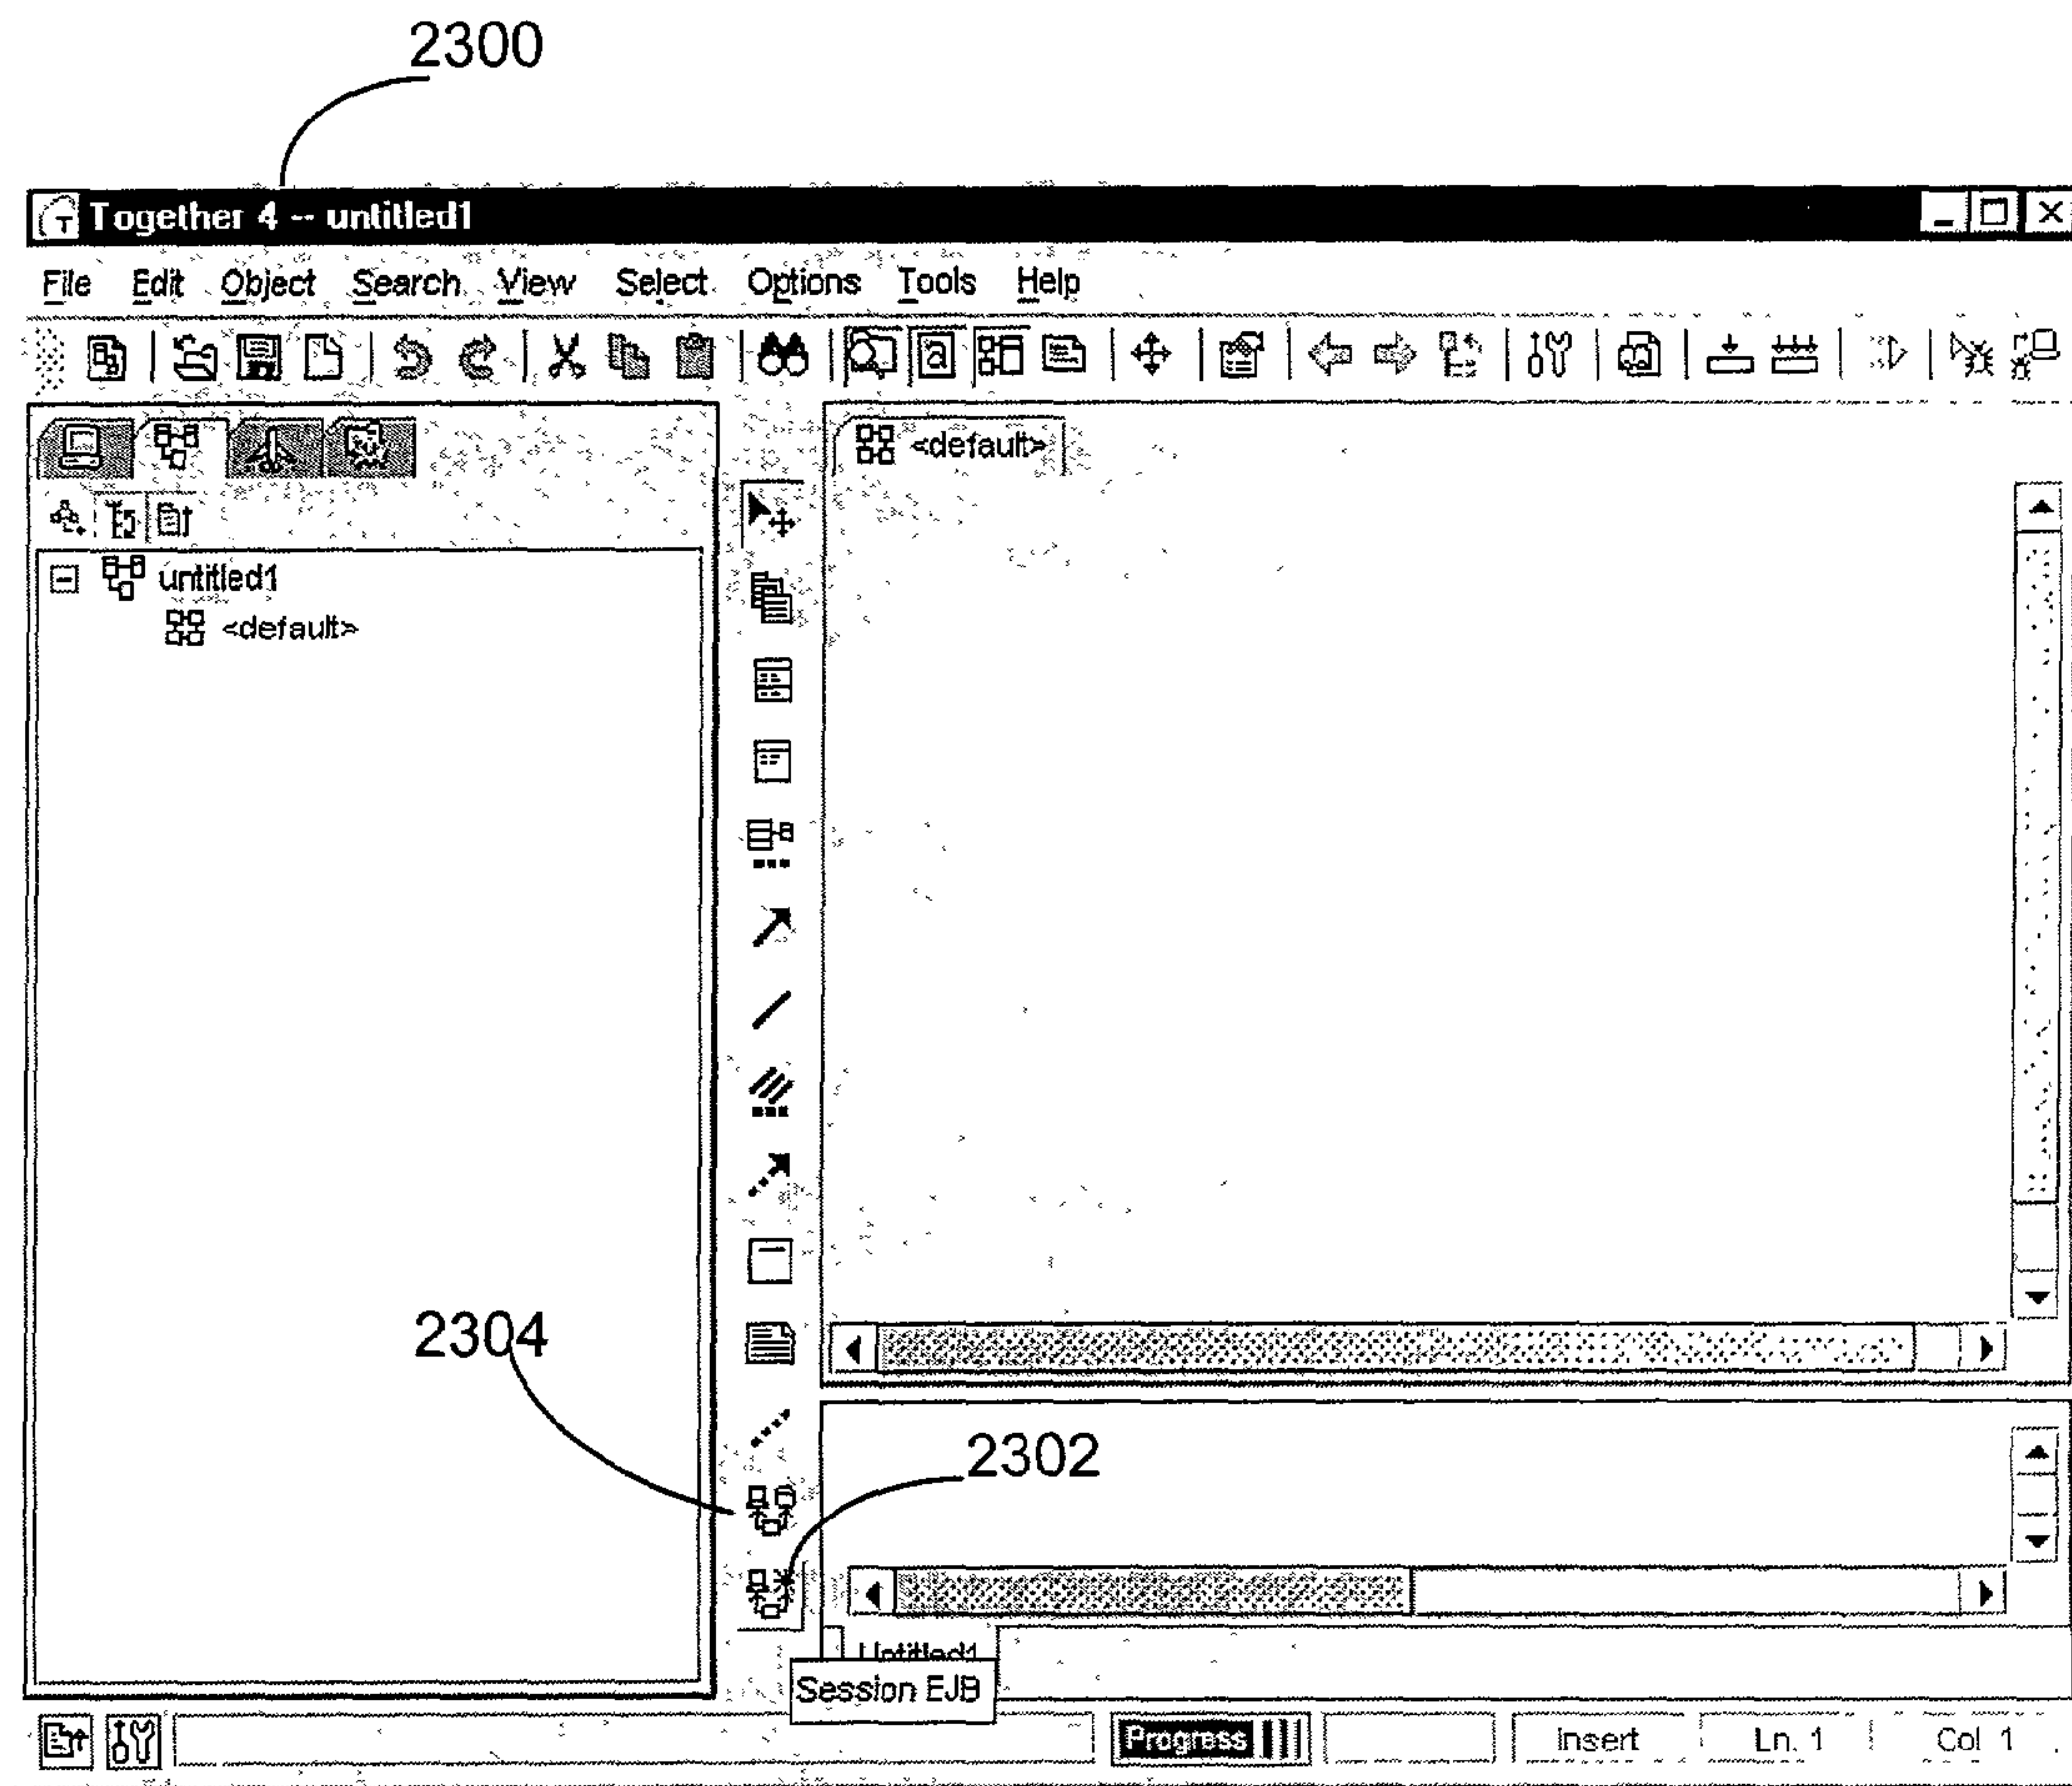 2300
Together 4 -- untitled1
File Edit Object Search View Select Options Tools Help
<default>
untitled1
<default>
2304
2302
Untitled1
Session EJB
Progress Insert Ln. 1 Col 1